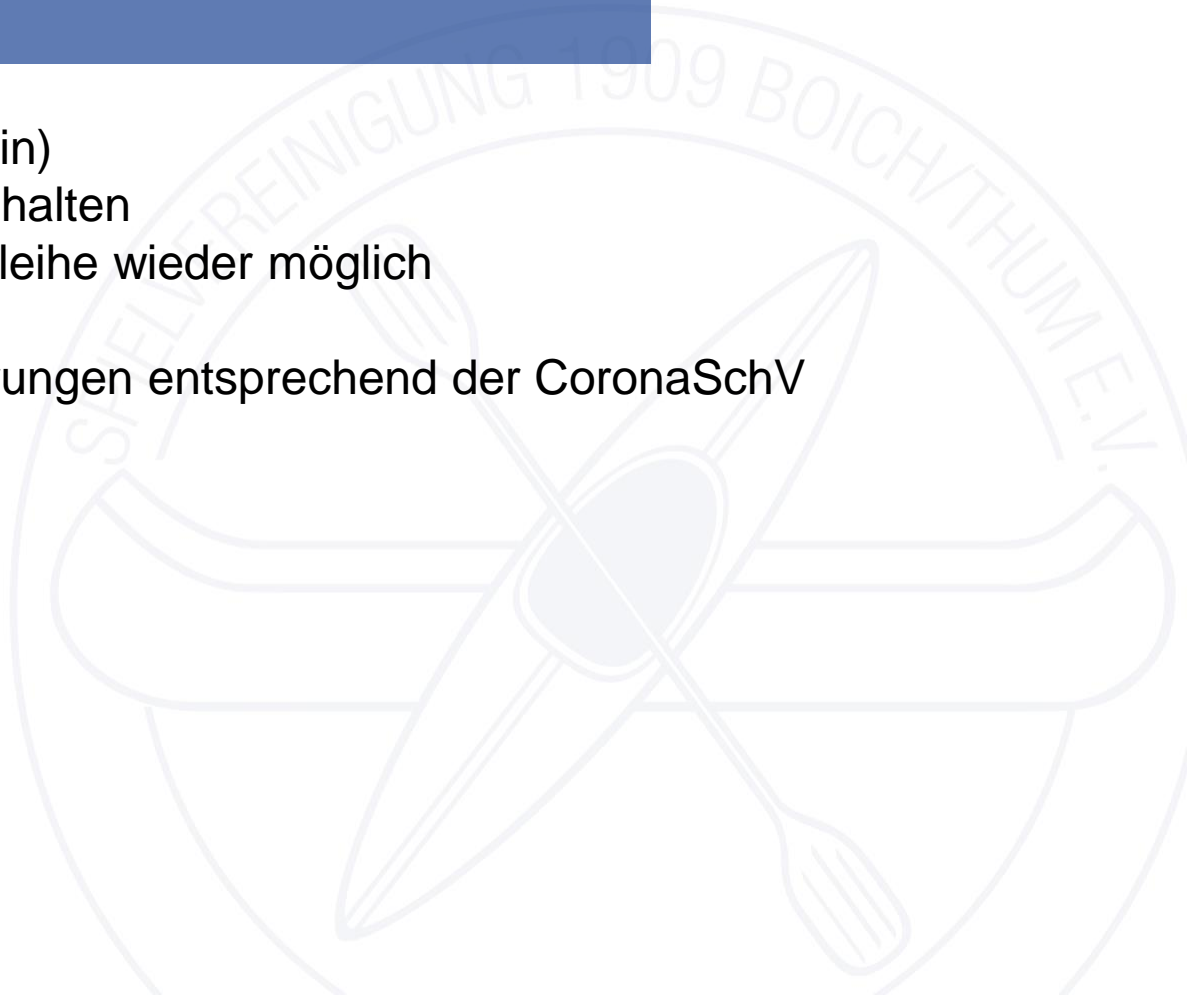 SPIELVEREINIGUNG 1909 BOICH/THUM E.V.
in)
halten
leihe wieder möglich
ungen entsprechend der CoronaSchV